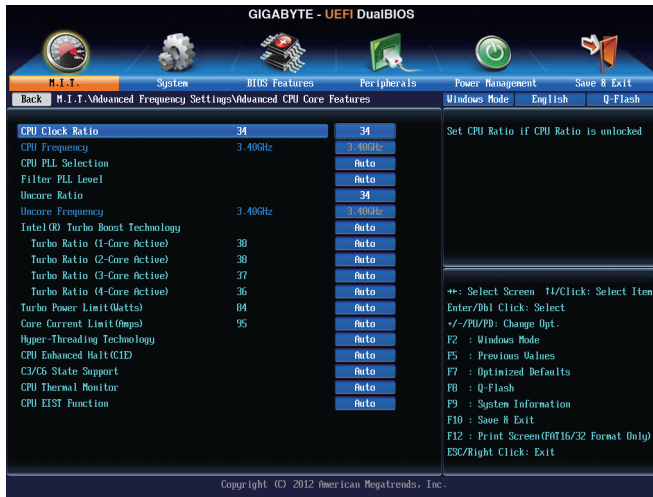 GIGABYTE - UEFI DualBIOS
M.I.T. System BIOS Features Peripherals Power Management Save & Exit
Back M.I.T.\Advanced Frequency Settings\Advanced CPU Core Features Windows Mode English Q-Flash
CPU Clock Ratio 34 34
CPU Frequency 3.40GHz 3.40GHz
CPU PLL Selection Auto
Filter PLL Level Auto
Uncore Ratio 34
Uncore Frequency 3.40GHz 3.40GHz
Intel(R) Turbo Boost Technology Auto
Turbo Ratio (1-Core Active) 38 Auto
Turbo Ratio (2-Core Active) 38 Auto
Turbo Ratio (3-Core Active) 37 Auto
Turbo Ratio (4-Core Active) 36 Auto
Turbo Power Limit(Watts) 84 Auto
Core Current Limit(Amps) 95 Auto
Hyper-Threading Technology Auto
CPU Enhanced Halt(C1E) Auto
C3/C6 State Support Auto
CPU Thermal Monitor Auto
CPU EIST Function Auto
Set CPU Ratio if CPU Ratio is unlocked
→←: Select Screen ↑↓/Click: Select Item
Enter/Dbl Click: Select
+/-/PU/PD: Change Opt.
F2 : Windows Mode
F5 : Previous Values
F7 : Optimized Defaults
F8 : Q-Flash
F9 : System Information
F10 : Save & Exit
F12 : Print Screen(FAT16/32 Format Only)
ESC/Right Click: Exit
Copyright (C) 2012 American Megatrends, Inc.